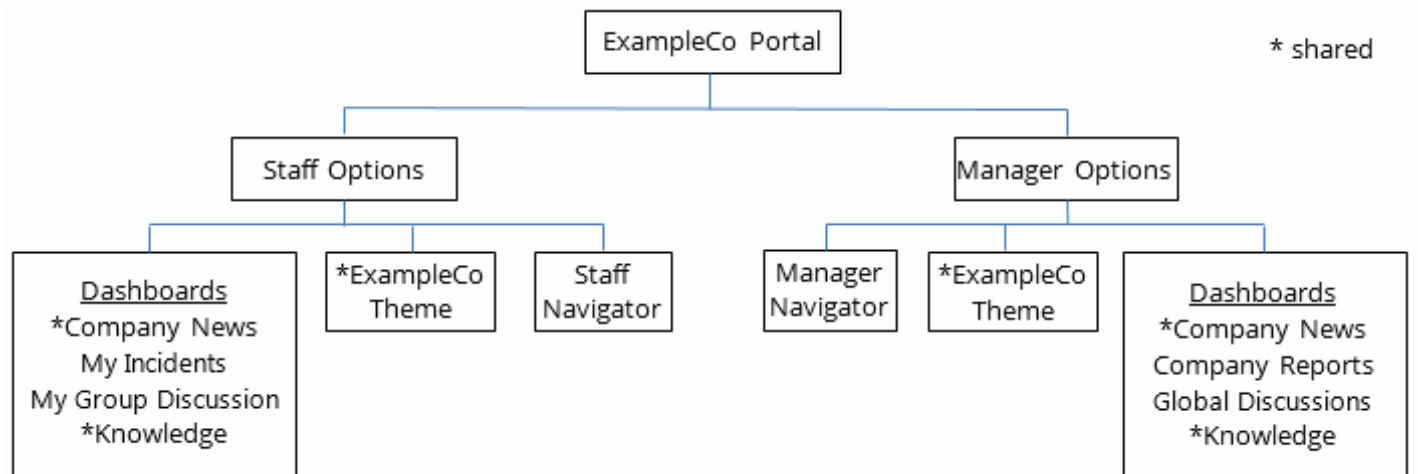 ExampleCo Portal
* shared
Staff Options
Manager Options
Dashboards
*Company News
My Incidents
My Group Discussion
*Knowledge
*ExampleCo
Theme
Staff
Navigator
Manager
Navigator
*ExampleCo
Theme
Dashboards
*Company News
Company Reports
Global Discussions
*Knowledge